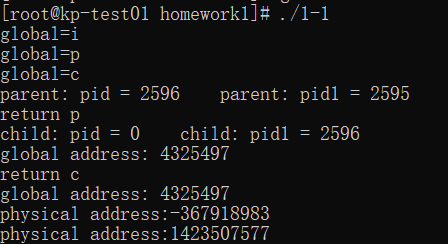 [root@kp-test01 homework1]# ./1-1
global=i
global=p
global=c
parent: pid = 2596    parent: pid1 = 2595
return p
child: pid = 0    child: pid1 = 2596
global address: 4325497
return c
global address: 4325497
physical address:-367918983
physical address:1423507577